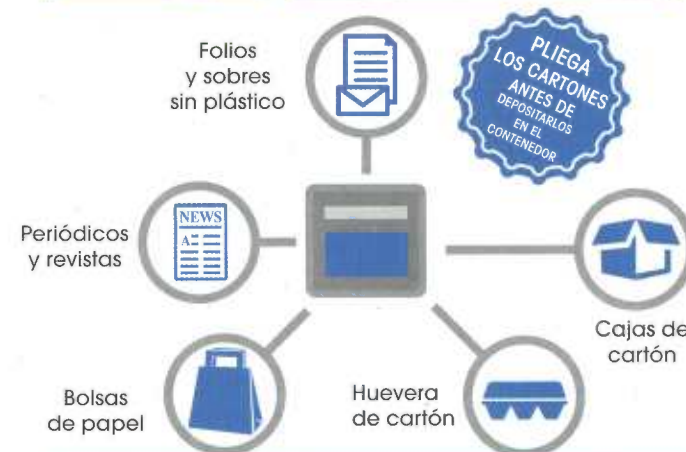 Folios
y sobres
sin plástico
PLIEGA
LOS CARTONES
ANTES DE
DEPOSITARLOS
EN EL
CONTENEDOR
NEWS
A
Periódicos
y revistas
Cajas de
cartón
Bolsas
de papel
Huevera
de cartón